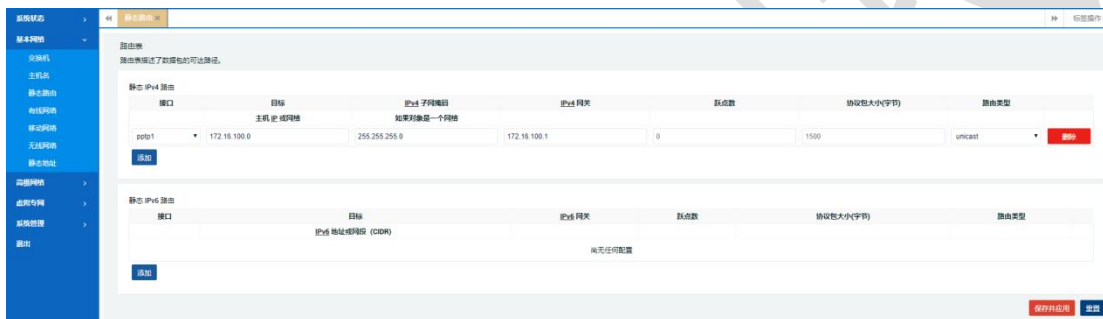 系统状态
静态路由
标签操作
基本网络
交换机
主机名
静态路由
有线网络
移动网络
无线网络
静态地址
高级网络
虚拟专网
系统管理
退出
路由表
路由表描述了数据包的可达路径。
静态 IPv4 路由
接口 目标 IPv4 子网掩码 IPv4 网关 跃点数 协议包大小(字节) 路由类型
主机 IP 或网络 如果对象是一个网络
pptp1 172.16.100.0 255.255.255.0 172.16.100.1 0 1500 unicast 删除
添加
静态 IPv6 路由
接口 目标 IPv6 网关 跃点数 协议包大小(字节) 路由类型
IPv6 地址或网段 (CIDR)
尚无任何配置
添加
保存并应用 重置